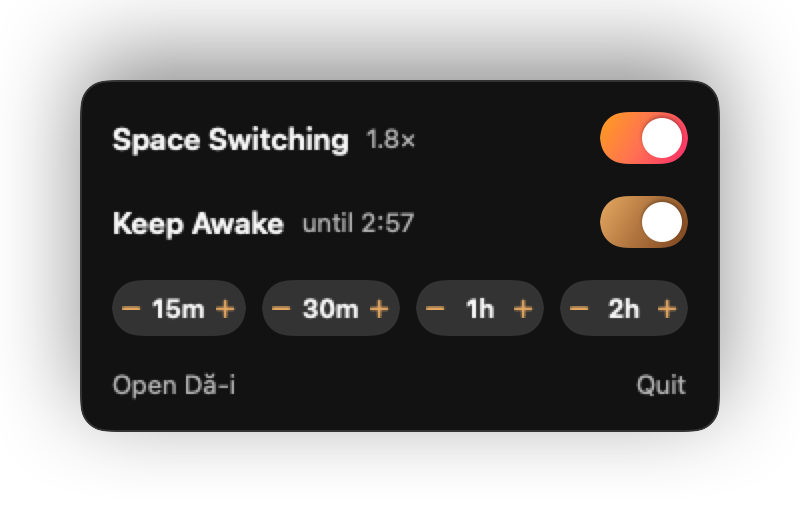 Space Switching 1.8×
Keep Awake until 2:57
− 15m + − 30m + − 1h + − 2h +
Open Dă-i Quit